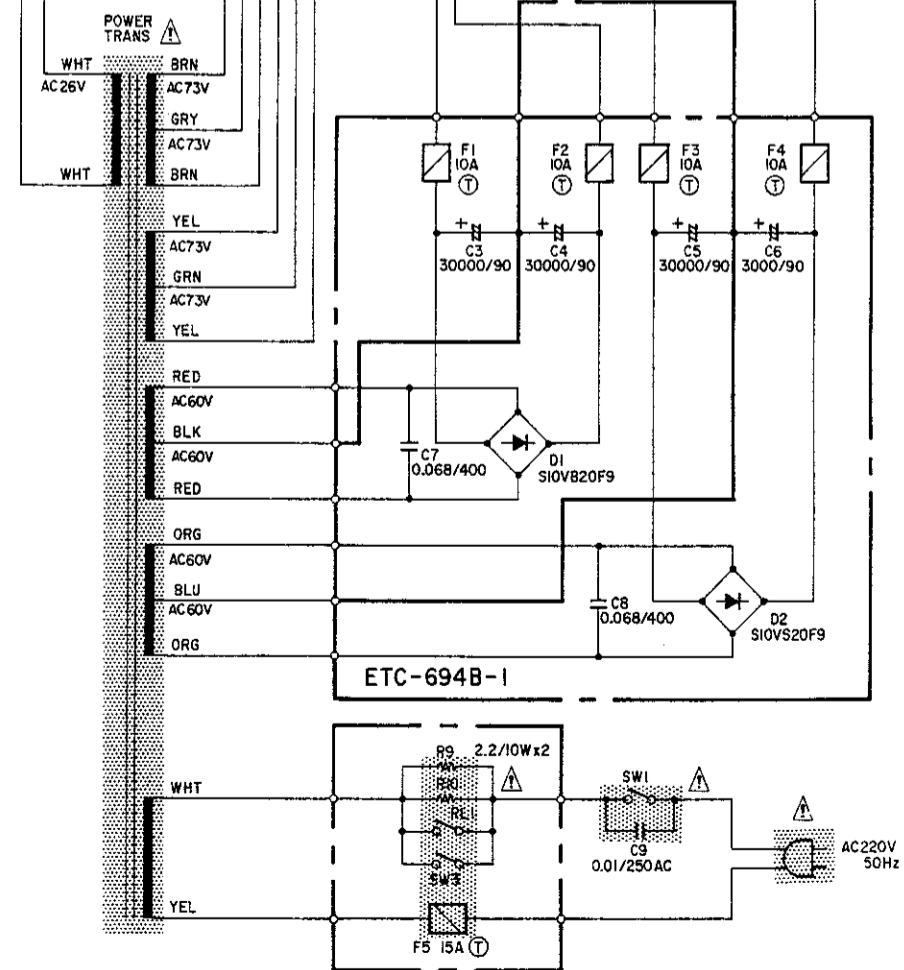 POWER
TRANS
WHT
BRN
AC26V
AC73V
GRY
AC73V
WHT
BRN
YEL
AC73V
GRN
AC73V
YEL
F1
10A
T
F2
10A
T
F3
10A
T
F4
10A
T
+
C3
30000/90
+
C4
30000/90
+
C5
30000/90
+
C6
3000/90
RED
AC60V
BLK
AC60V
RED
C7
0.068/400
D1
S10VB20F9
ORG
AC60V
BLU
AC60V
ORG
C8
0.068/400
D2
S10VS20F9
ETC-694B-1
R9
2.2/10Wx2
RL1
SW3
WHT
SW1
C9
0.01/250AC
AC220V
50Hz
YEL
F5 15A T